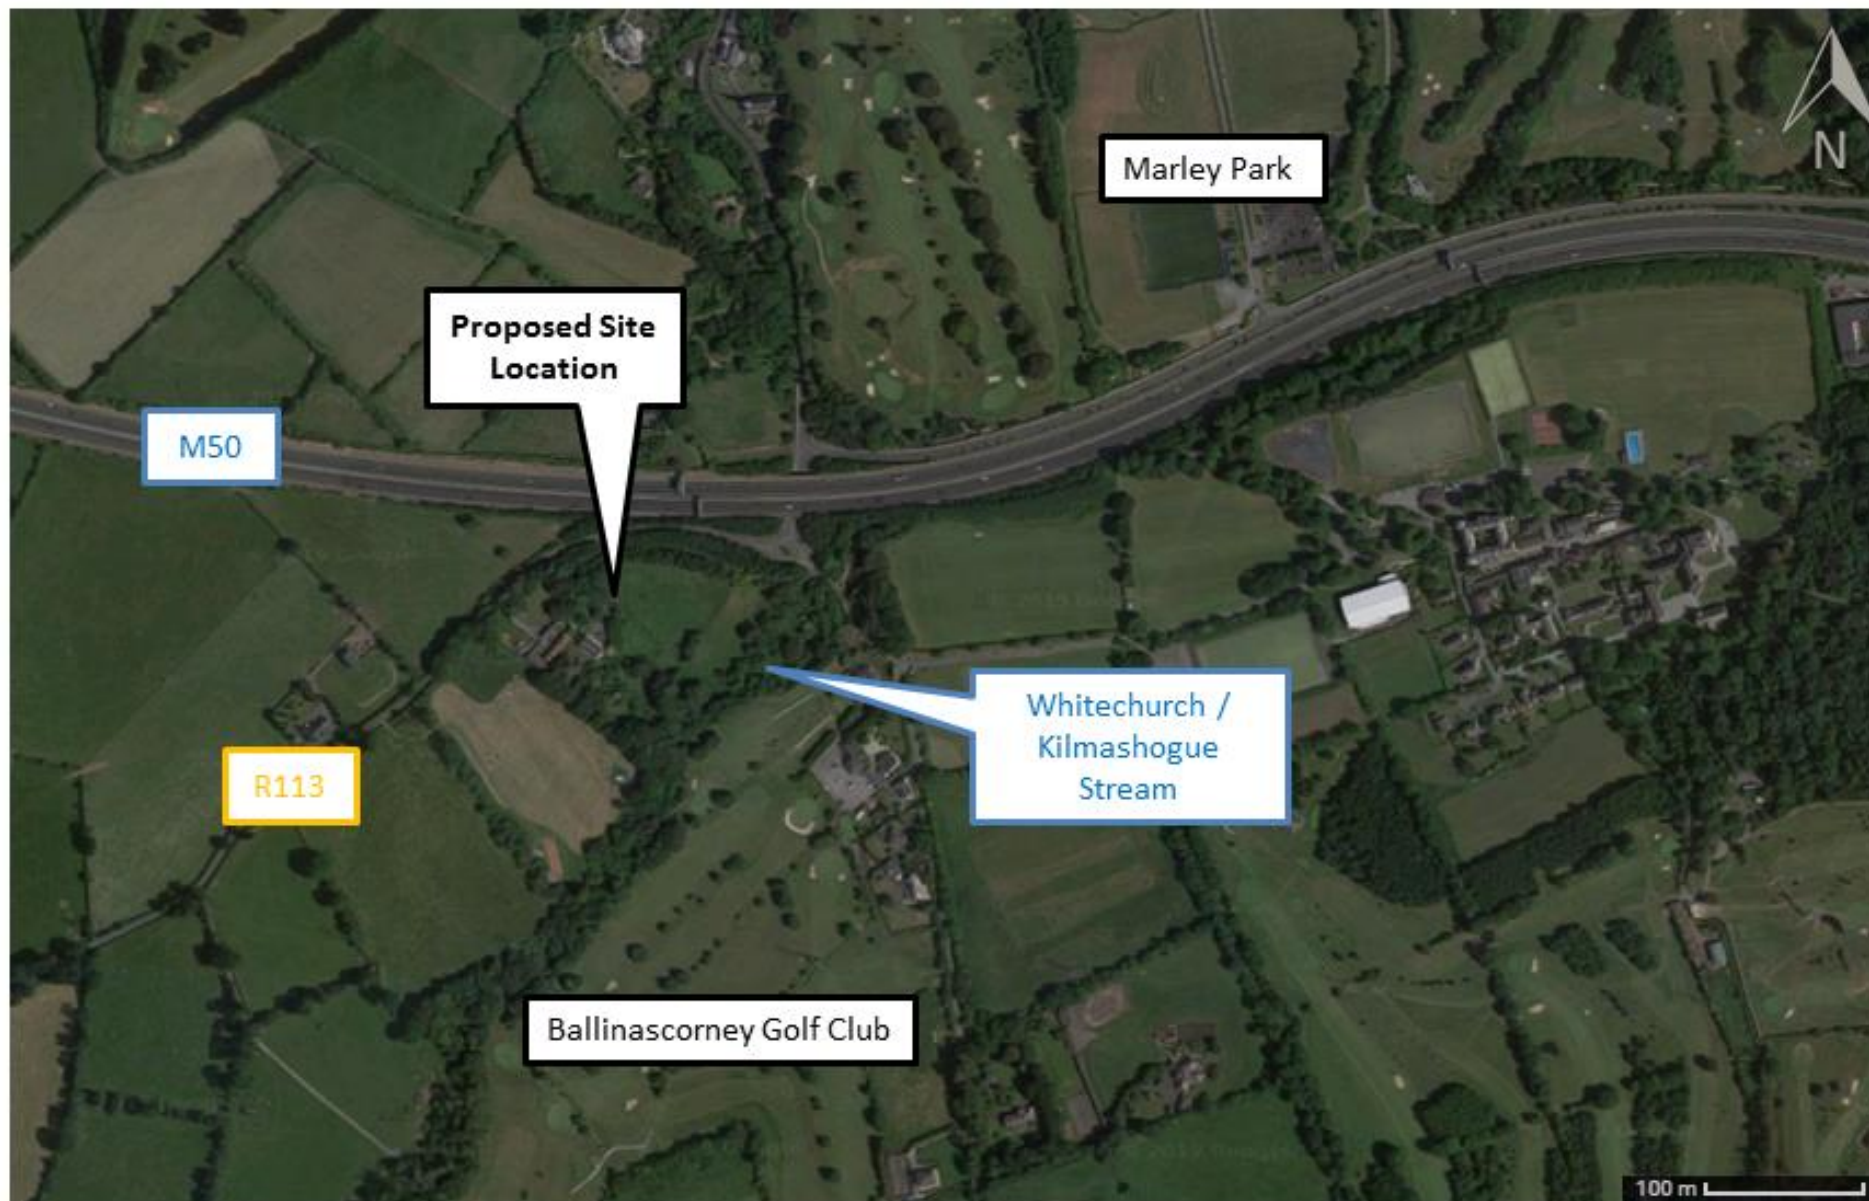 Marley Park
N
Proposed Site
Location
M50
Whitechurch /
Kilmashogue
Stream
R113
Ballinascorney Golf Club
100 m